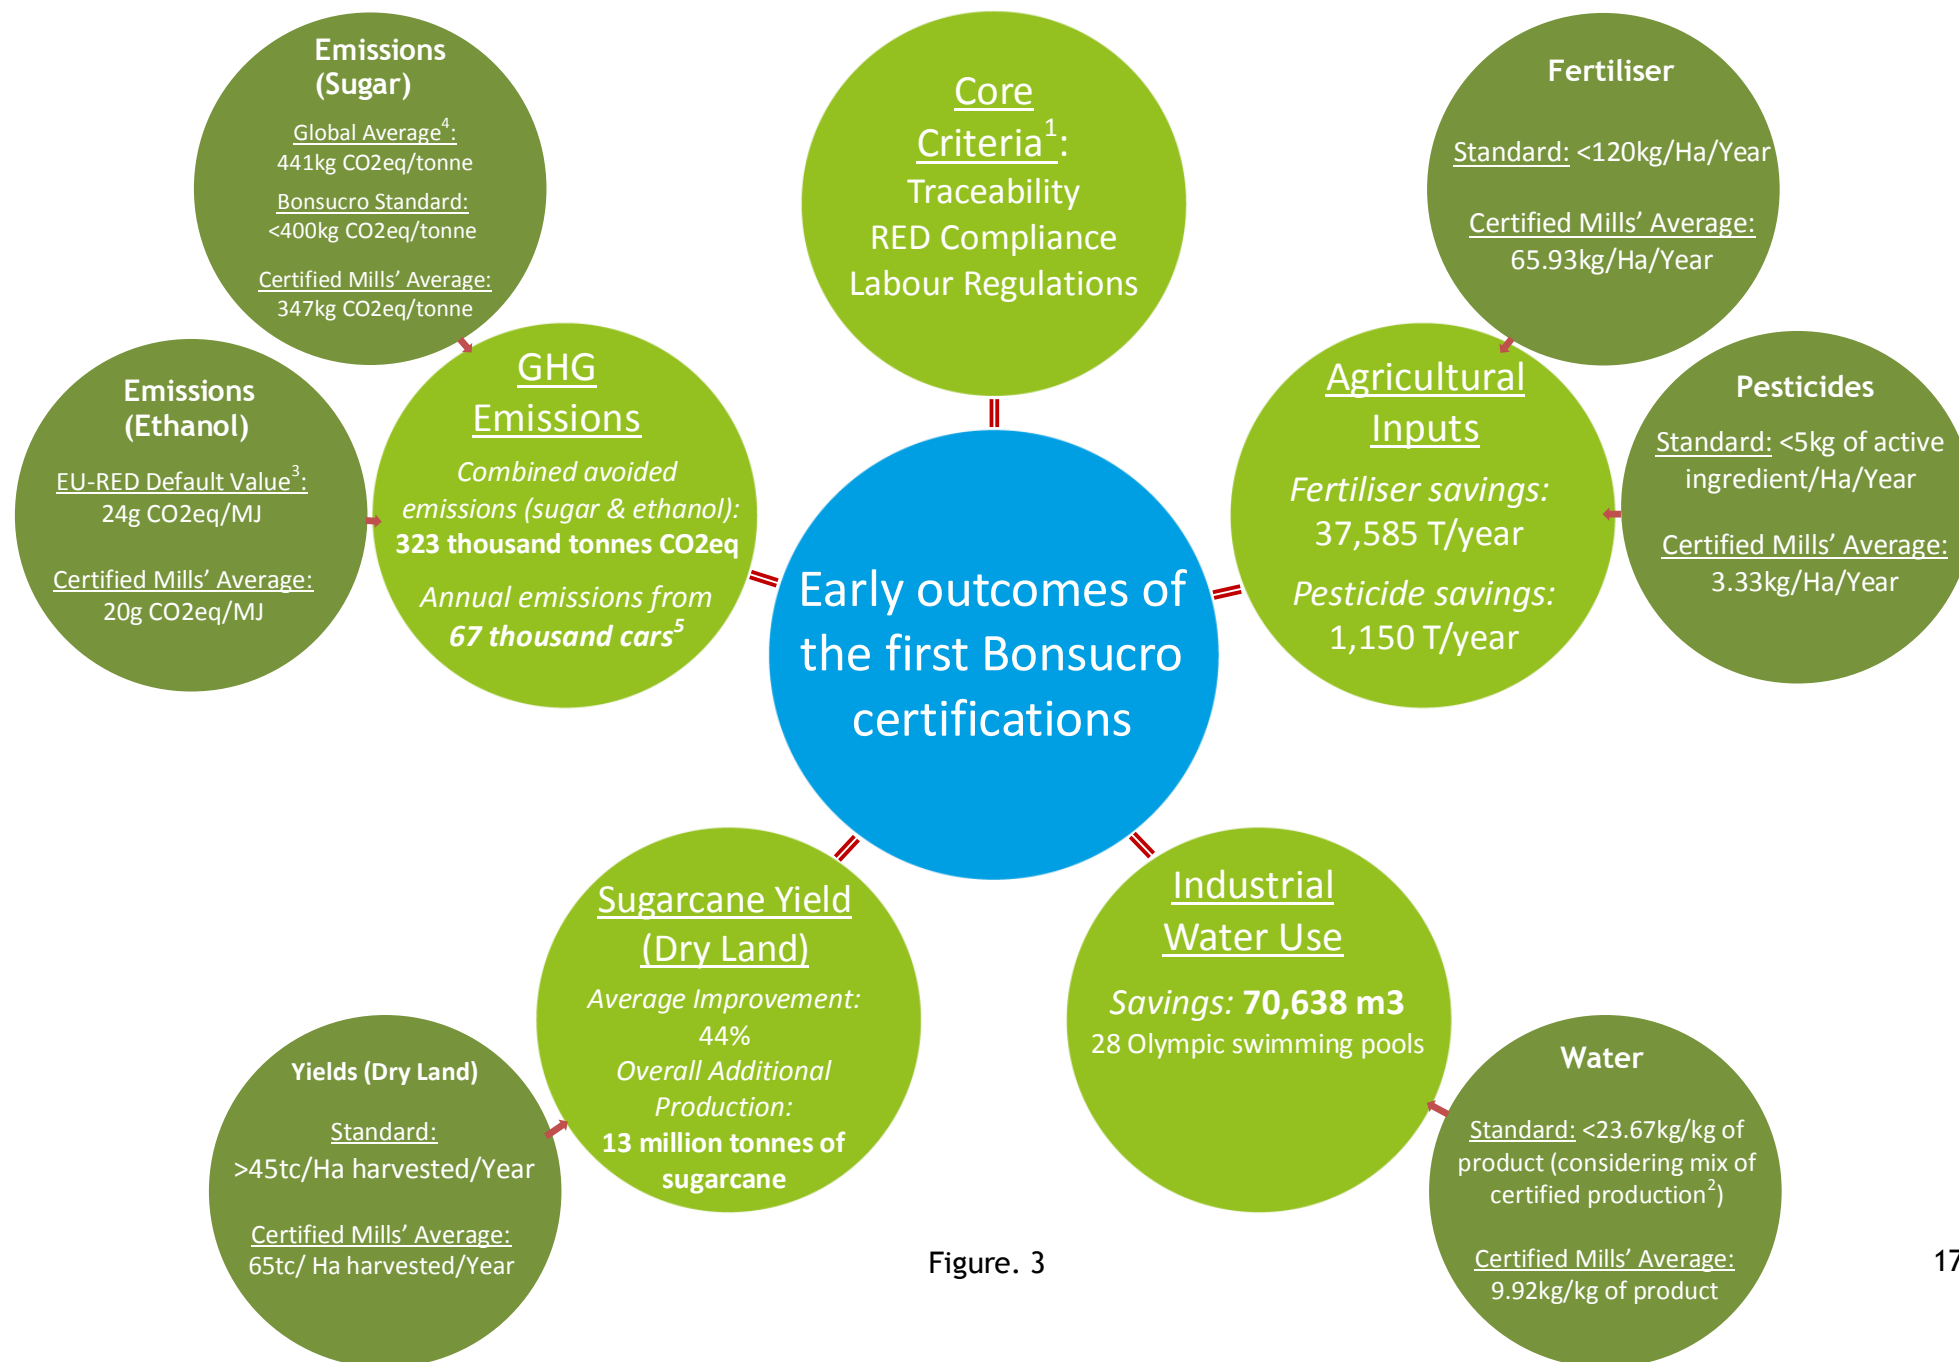 Emissions
(Sugar)
Global Average4:
441kg CO2eq/tonne
Bonsucro Standard:
<400kg CO2eq/tonne
Certified Mills’ Average:
347kg CO2eq/tonne
Core
Criteria1:
Traceability
RED Compliance
Labour Regulations
Fertiliser
Standard: <120kg/Ha/Year
Certified Mills’ Average:
65.93kg/Ha/Year
Emissions
(Ethanol)
EU-RED Default Value3:
24g CO2eq/MJ
Certified Mills’ Average:
20g CO2eq/MJ
GHG
Emissions
Combined avoided
emissions (sugar & ethanol):
323 thousand tonnes CO2eq
Annual emissions from
67 thousand cars5
Agricultural
Inputs
Fertiliser savings:
37,585 T/year
Pesticide savings:
1,150 T/year
Pesticides
Standard: <5kg of active
ingredient/Ha/Year
Certified Mills’ Average:
3.33kg/Ha/Year
Early outcomes of
the first Bonsucro
certifications
Sugarcane Yield
(Dry Land)
Average Improvement:
44%
Overall Additional
Production:
13 million tonnes of
sugarcane
Industrial
Water Use
Savings: 70,638 m3
28 Olympic swimming pools
Yields (Dry Land)
Standard:
>45tc/Ha harvested/Year
Certified Mills’ Average:
65tc/ Ha harvested/Year
Water
Standard: <23.67kg/kg of
product (considering mix of
certified production2)
Certified Mills’ Average:
9.92kg/kg of product
Figure. 3
17